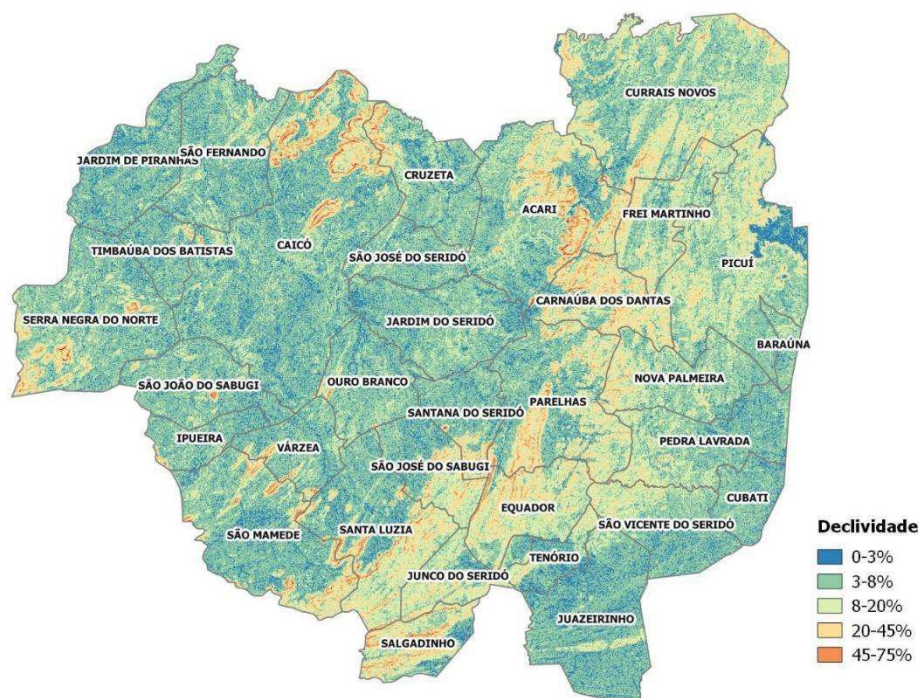 CURRAIS NOVOS
SÃO FERNANDO
JARDIM DE PIRANHAS
CRUZETA
ACARI
FREI MARTINHO
CAICÓ
TIMBAÚBA DOS BATISTAS
SÃO JOSÉ DO SERIDÓ
PICUÍ
CARNAÚBA DOS DANTAS
SERRA NEGRA DO NORTE
JARDIM DO SERIDÓ
BARAÚNA
SÃO JOÃO DO SABUGI
OURO BRANCO
NOVA PALMEIRA
PARELHAS
SANTANA DO SERIDÓ
IPUEIRA
VÁRZEA
PEDRA LAVRADA
SÃO JOSÉ DO SABUGI
CUBATI
EQUADOR
SÃO VICENTE DO SERIDÓ
SÃO MAMEDE
SANTA LUZIA
TENÓRIO
JUNCO DO SERIDÓ
JUAZEIRINHO
SALGADINHO
Declividade
0-3%
3-8%
8-20%
20-45%
45-75%